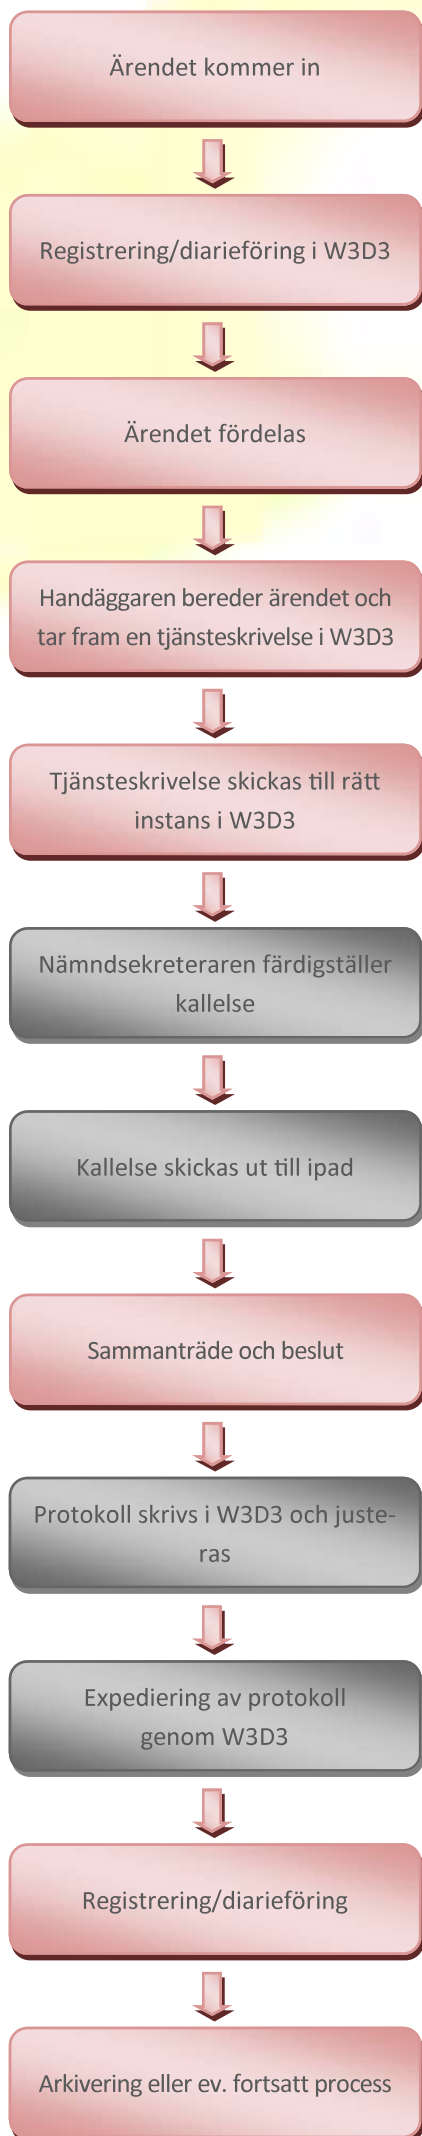 Ärendet kommer in
Registrering/diarieföring i W3D3
Ärendet fördelas
Handäggaren bereder ärendet och
tar fram en tjänsteskrivelse i W3D3
Tjänsteskrivelse skickas till rätt
instans i W3D3
Nämndsekreteraren färdigställer
kallelse
Kallelse skickas ut till ipad
Sammanträde och beslut
Protokoll skrivs i W3D3 och juste-
ras
Expediering av protokoll
genom W3D3
Registrering/diarieföring
Arkivering eller ev. fortsatt process